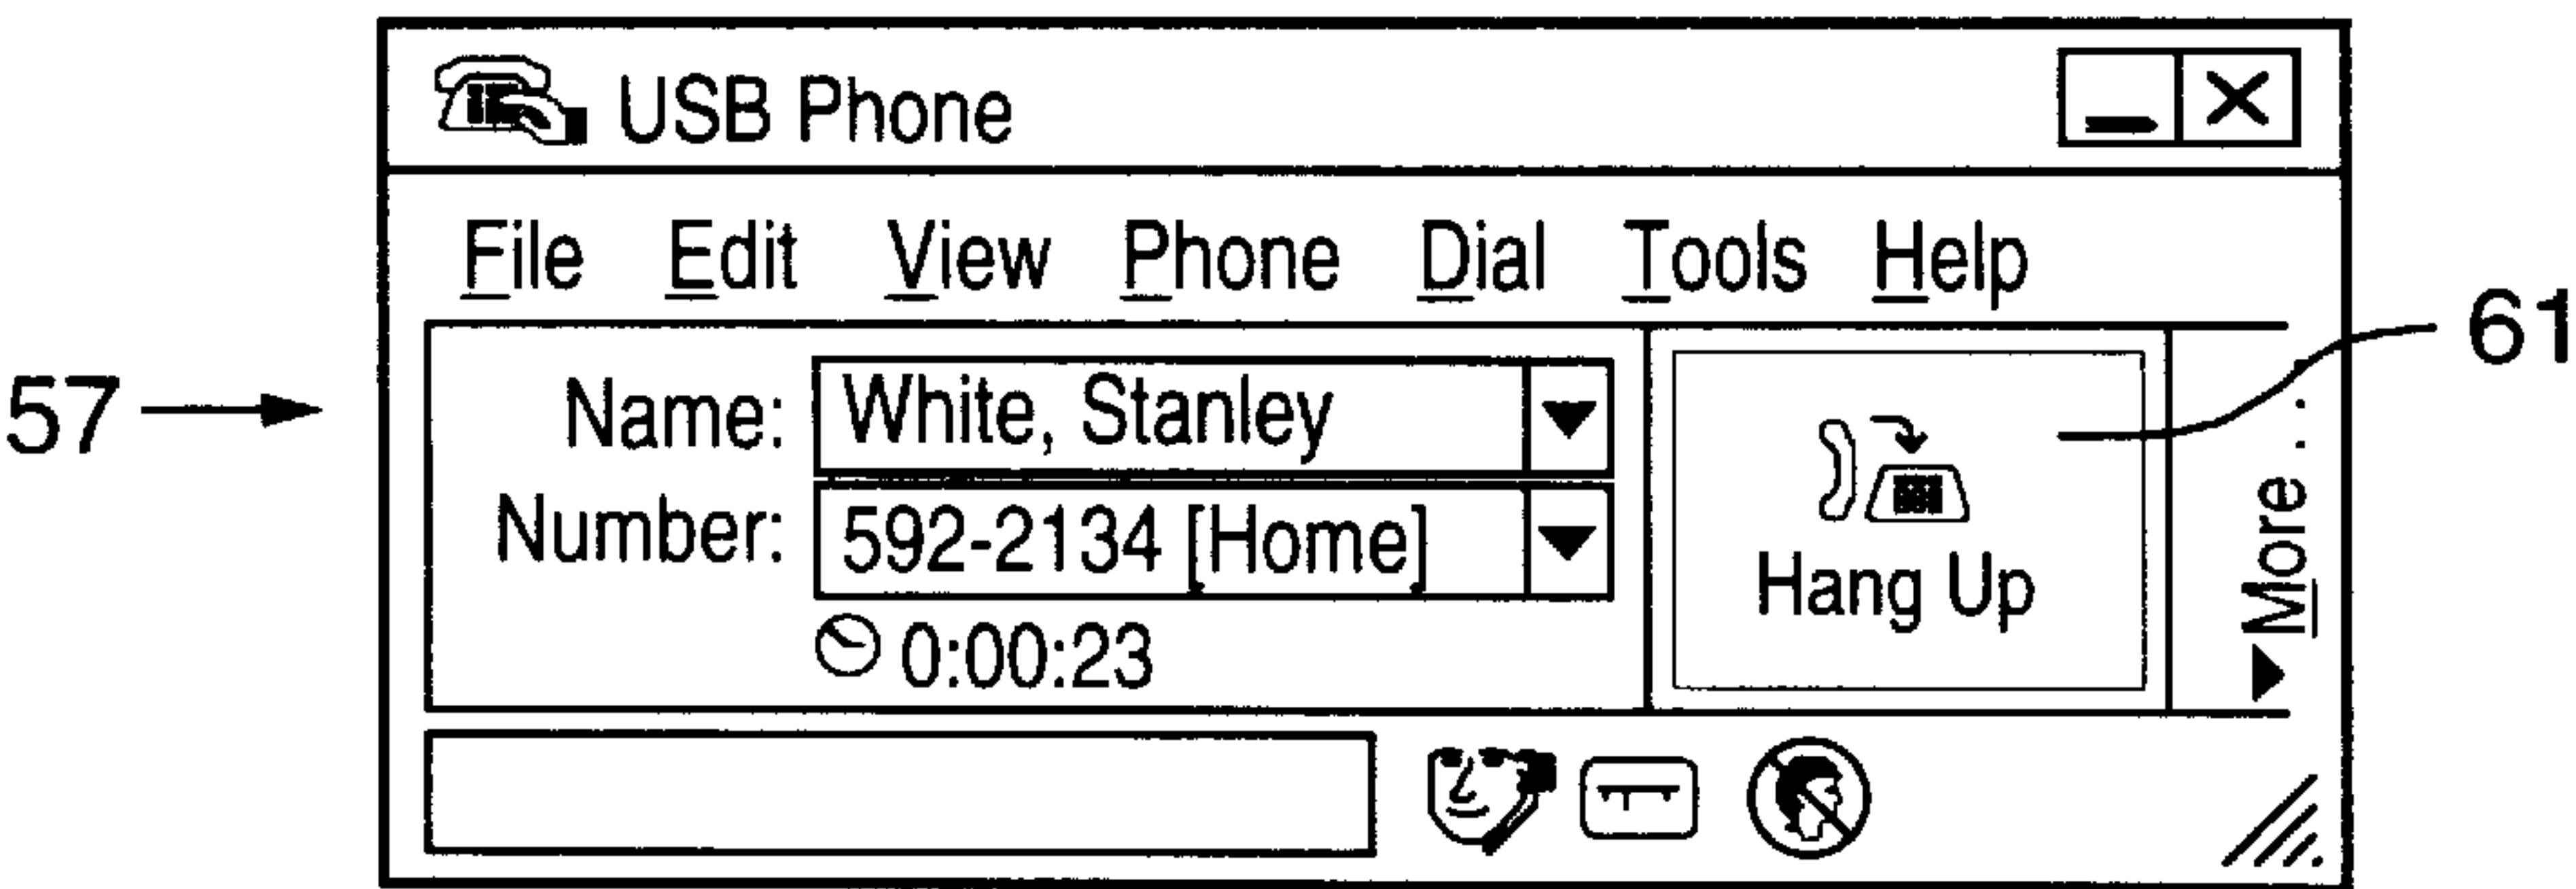 USB Phone
File Edit View Phone Dial Tools Help
57
61
Name: White, Stanley
Number: 592-2134 [Home]
0:00:23
Hang Up
More . . .